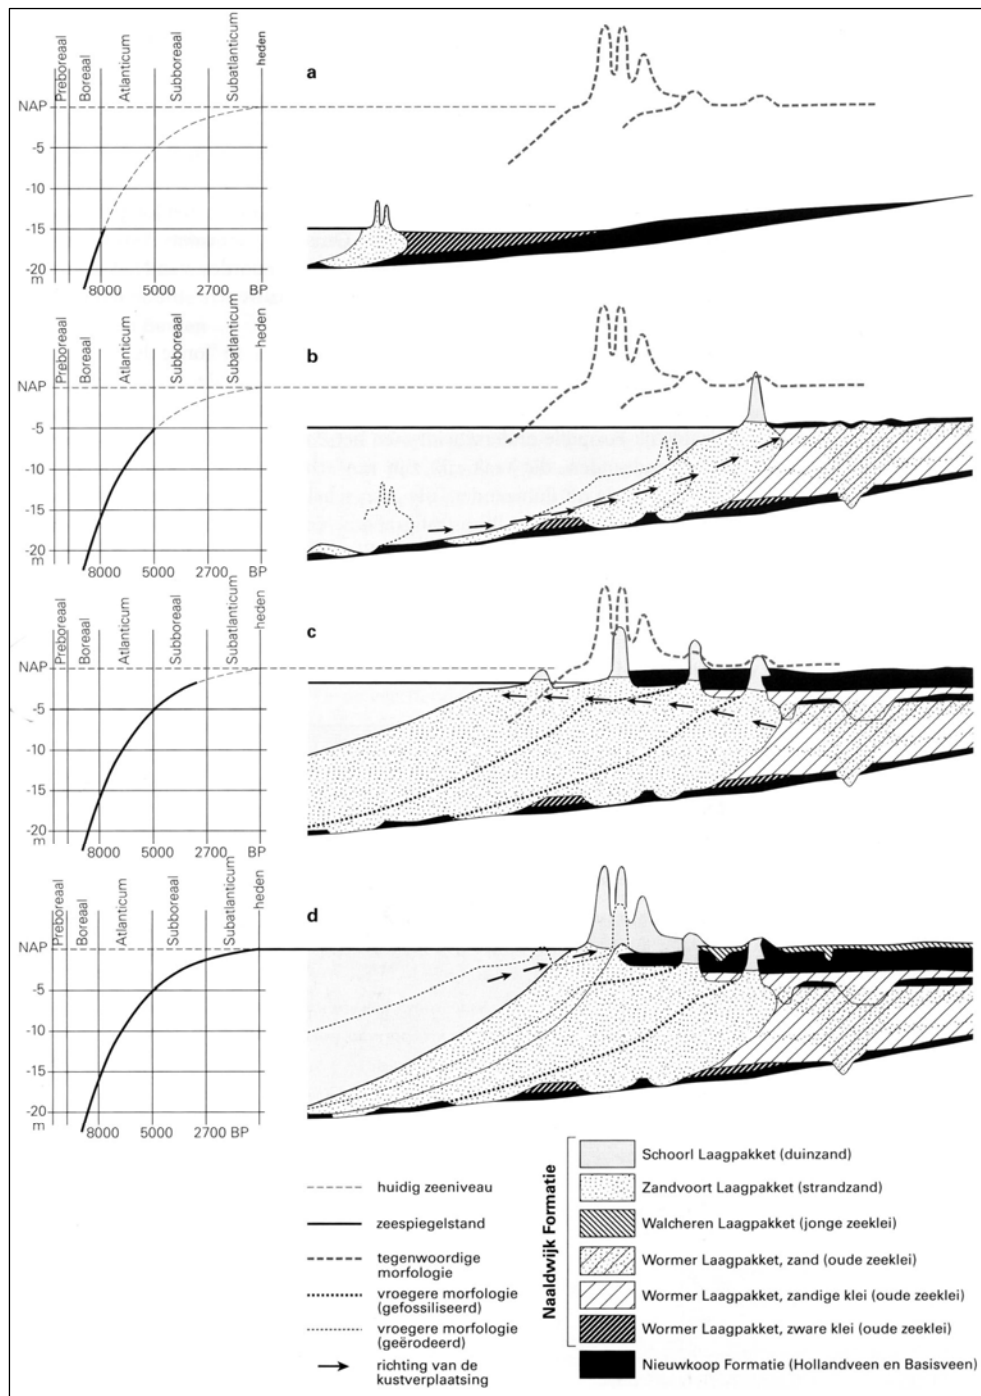 Preboreaal
Boreaal
Atlanticum
Subboreaal
Subatlanticum
heden
a
NAP
-5
-10
-15
-20
m
8000 5000 2700 BP
Preboreaal
Boreaal
Atlanticum
Subboreaal
Subatlanticum
heden
b
NAP
-5
-10
-15
-20
m
8000 5000 2700 BP
Preboreaal
Boreaal
Atlanticum
Subboreaal
Subatlanticum
heden
c
NAP
-5
-10
-15
-20
m
8000 5000 2700 BP
Preboreaal
Boreaal
Atlanticum
Subboreaal
Subatlanticum
heden
d
NAP
-5
-10
-15
-20
m
8000 5000 2700 BP
huidig zeeniveau
zeespiegelstand
tegenwoordige
morfologie
vroegere morfologie
(gefossiliseerd)
vroegere morfologie
(geërodeerd)
richting van de
kustverplaatsing
Naaldwijk Formatie
Schoorl Laagpakket (duinzand)
Zandvoort Laagpakket (strandzand)
Walcheren Laagpakket (jonge zeeklei)
Wormer Laagpakket, zand (oude zeeklei)
Wormer Laagpakket, zandige klei (oude zeeklei)
Wormer Laagpakket, zware klei (oude zeeklei)
Nieuwkoop Formatie (Hollandveen en Basisveen)